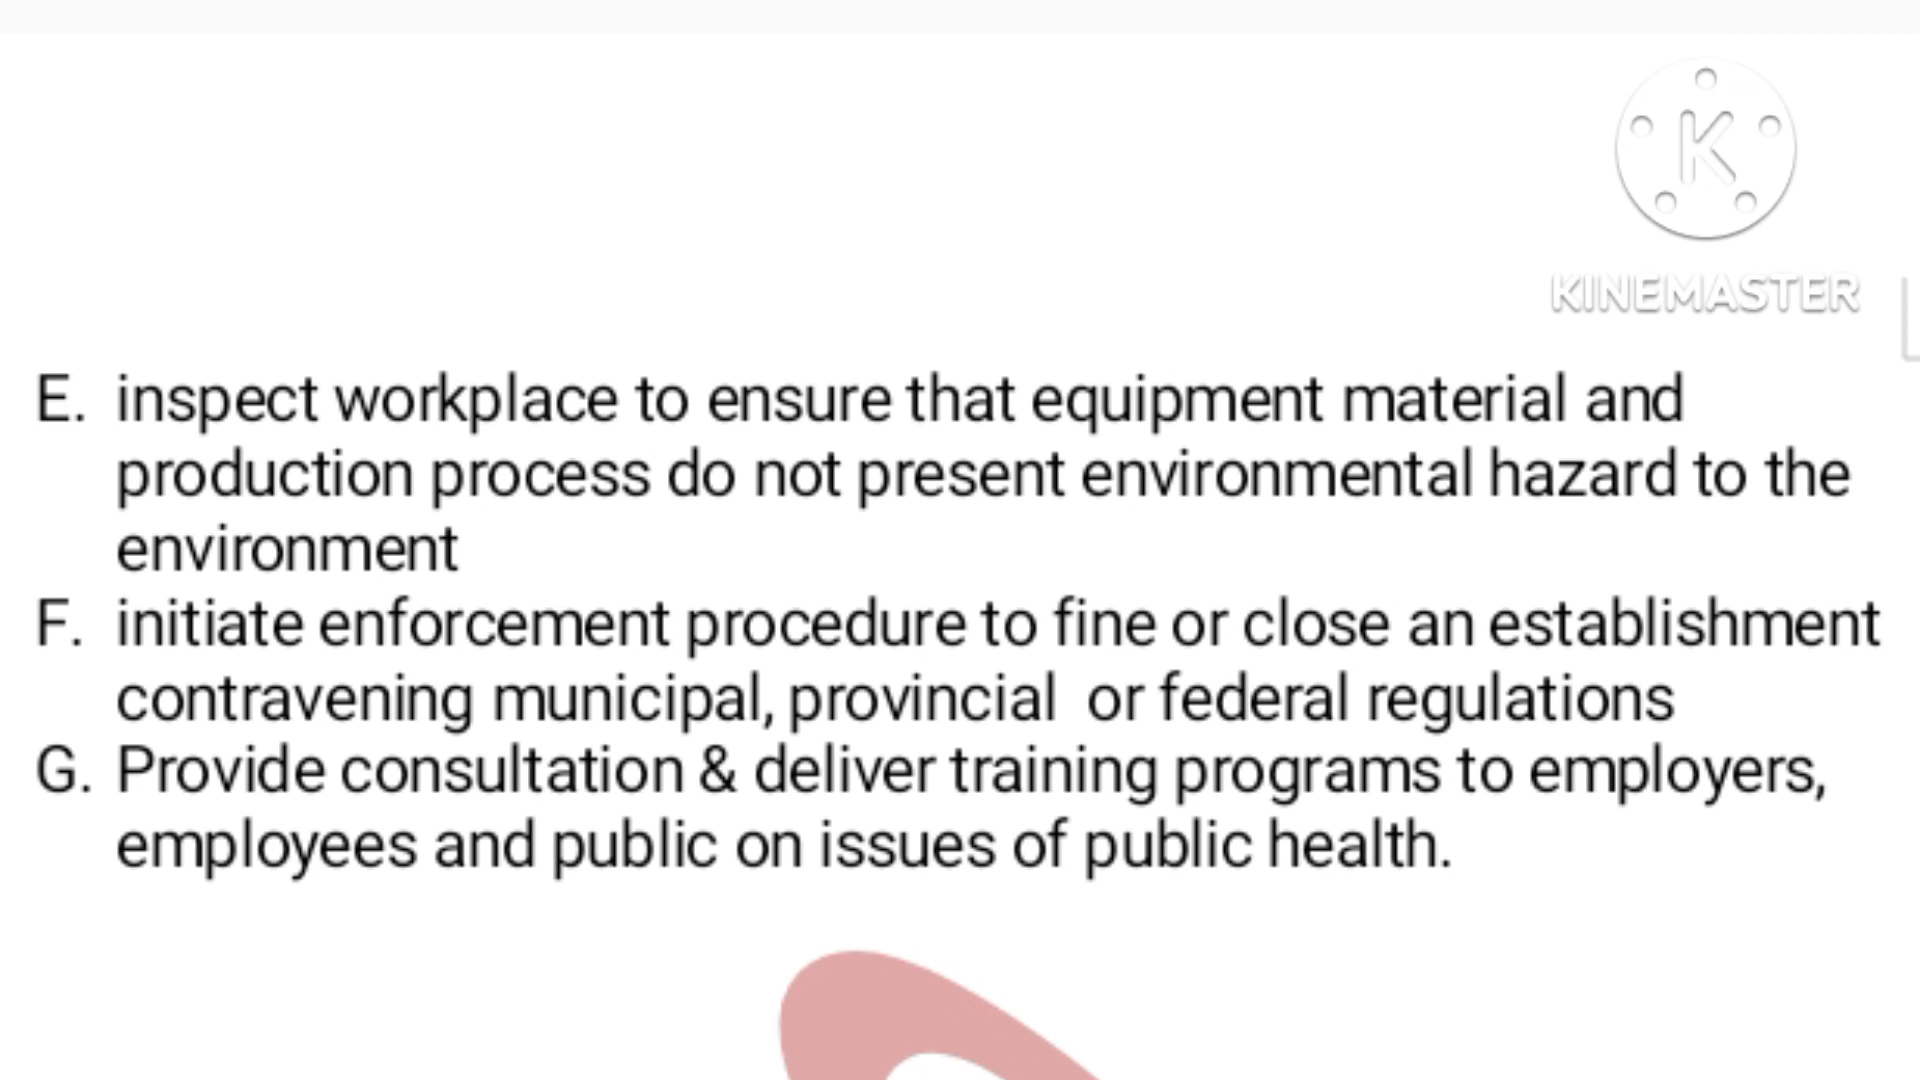 K
KINEMASTER
E. inspect workplace to ensure that equipment material and
production process do not present environmental hazard to the
environment
F. initiate enforcement procedure to fine or close an establishment
contravening municipal, provincial or federal regulations
G. Provide consultation & deliver training programs to employers,
employees and public on issues of public health.